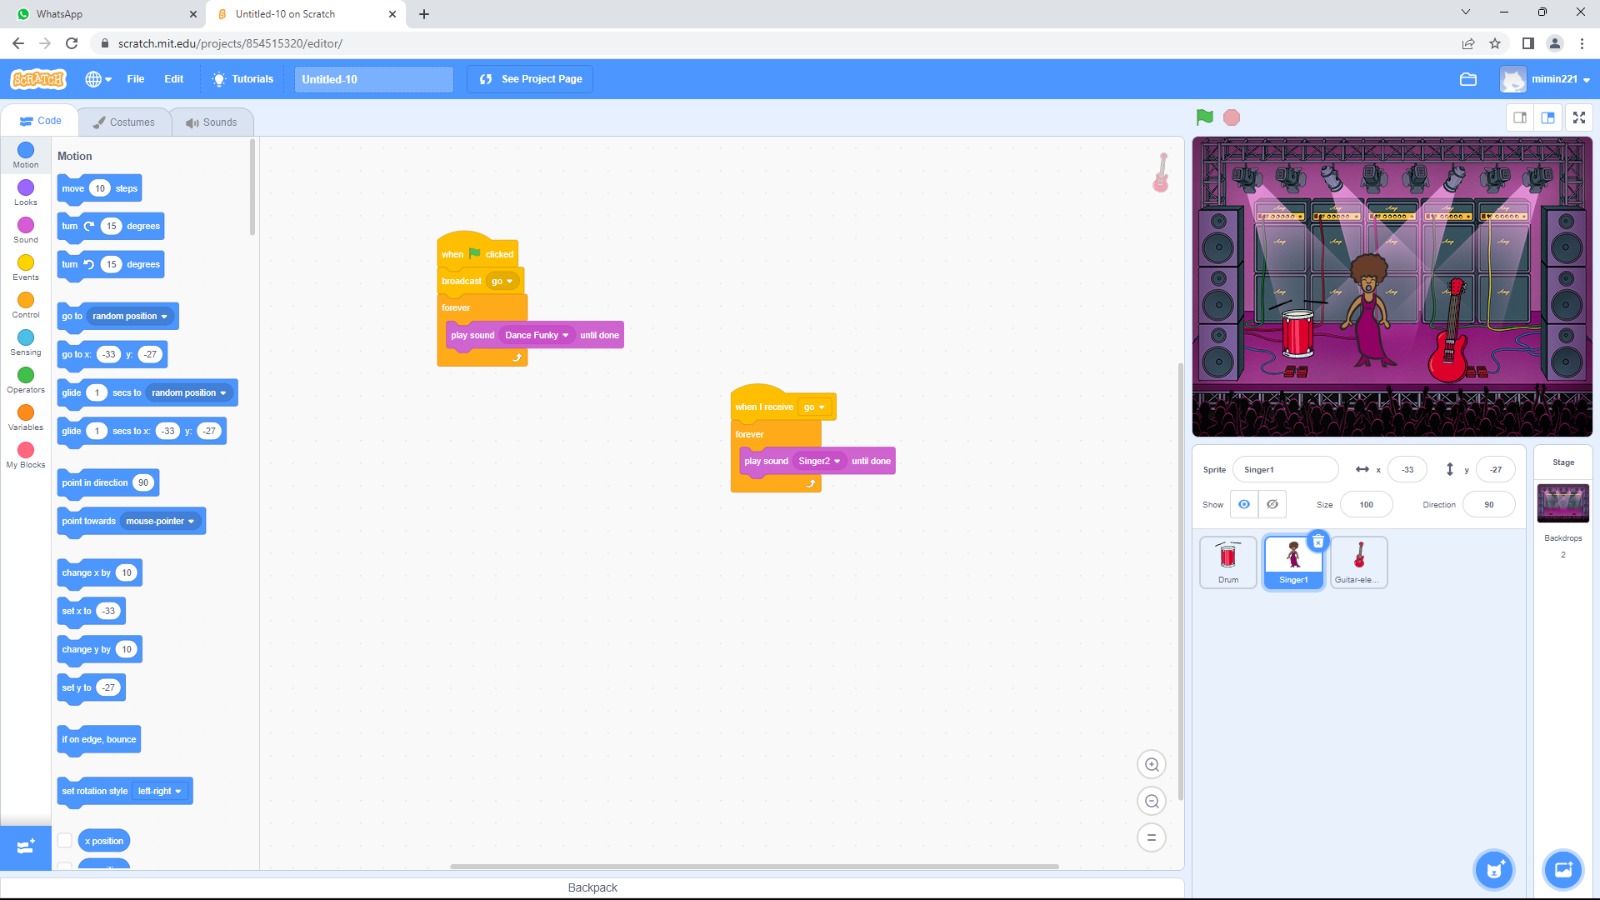 WhatsApp
Untitled-10 on Scratch
scratch.mit.edu/projects/854515320/editor/
SCRATCH
File
Edit
Tutorials
Untitled-10
See Project Page
mimin221
Code
Costumes
Sounds
Motion
Looks
Sound
Events
Control
Sensing
Operators
Variables
My Blocks
Motion
move 10 steps
turn 15 degrees
turn 15 degrees
go to random position
go to x: -33 y: -27
glide 1 secs to random position
glide 1 secs to x: -33 y: -27
point in direction 90
point towards mouse-pointer
change x by 10
set x to -33
change y by 10
set y to -27
if on edge, bounce
set rotation style left-right
x position
when clicked
broadcast go
forever
play sound Dance Funky until done
when I receive go
forever
play sound Singer2 until done
Sprite Singer1 x -33 y -27
Show Size 100 Direction 90
Drum
Singer1
Guitar-ele...
Stage
Backdrops
2
Backpack